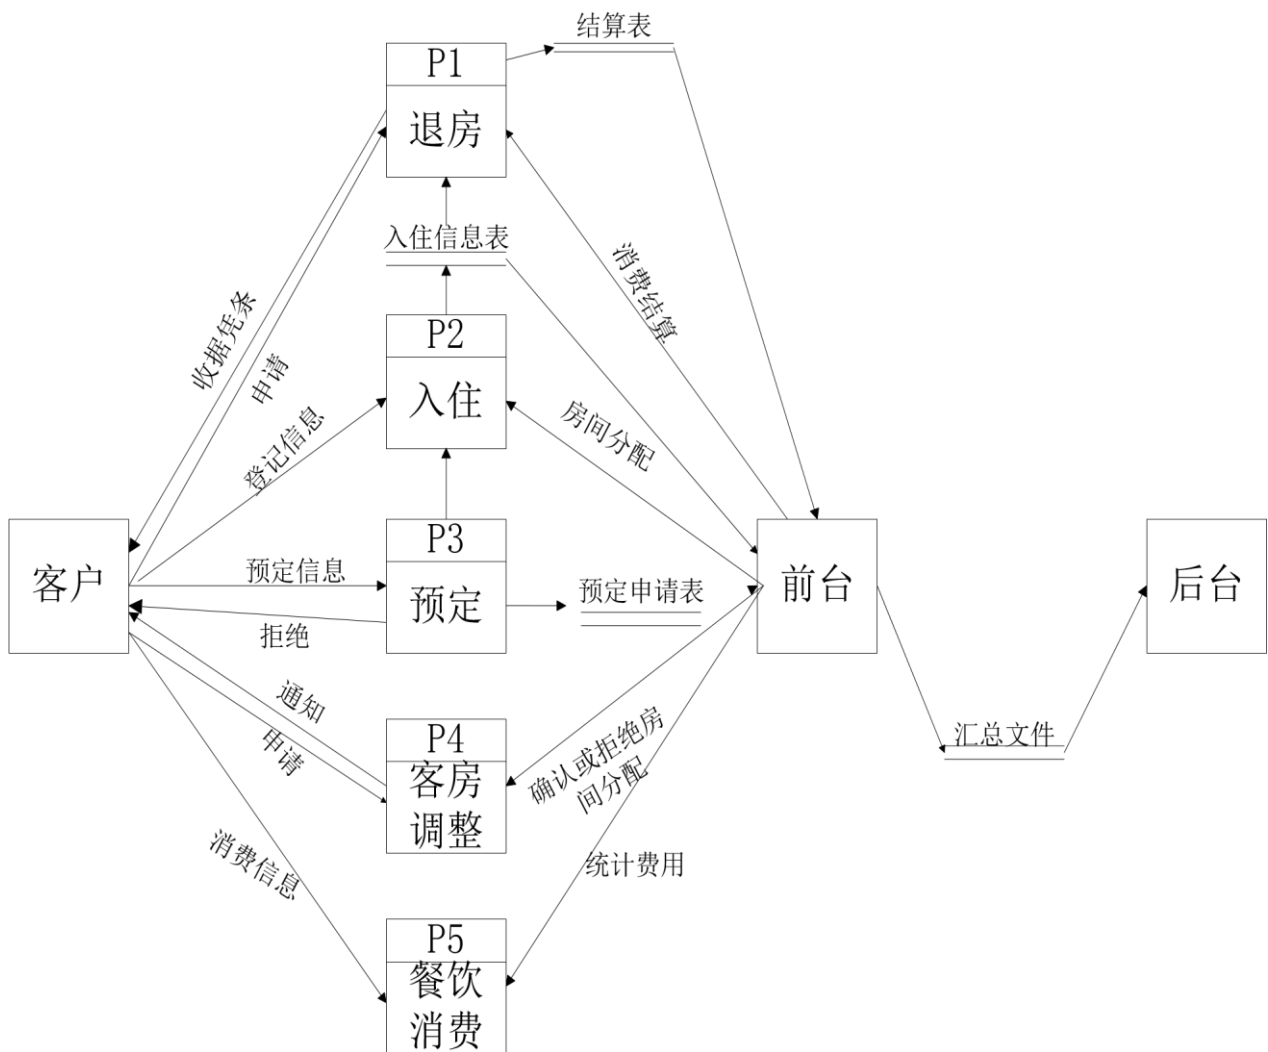 结算表
P1
退房
入住信息表
消费结算
收据凭条
申请
P2
入住
登记信息
房间分配
客户
预定信息
P3
预定
拒绝
预定申请表
前台
后台
通知
申请
P4
客房
调整
确认或拒绝房
间分配
汇总文件
消费信息
统计费用
P5
餐饮
消费